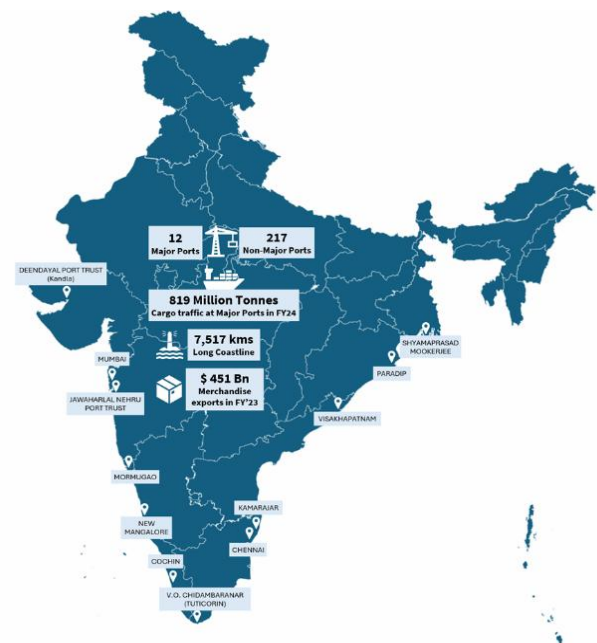 12
Major Ports
217
Non-Major Ports
DEENDAYAL PORT TRUST
(Kandla)
819 Million Tonnes
Cargo traffic at Major Ports in FY24
7,517 kms
Long Coastline
SHYAMAPRASAD
MOOKERJEE
MUMBAI
PARADIP
$ 451 Bn
Merchandise
exports in FY'23
JAWAHARLAL NEHRU
PORT TRUST
VISAKHAPATNAM
MORMUGAO
KAMARAJAR
NEW
MANGALORE
CHENNAI
COCHIN
V.O. CHIDAMBARANAR
(TUTICORIN)